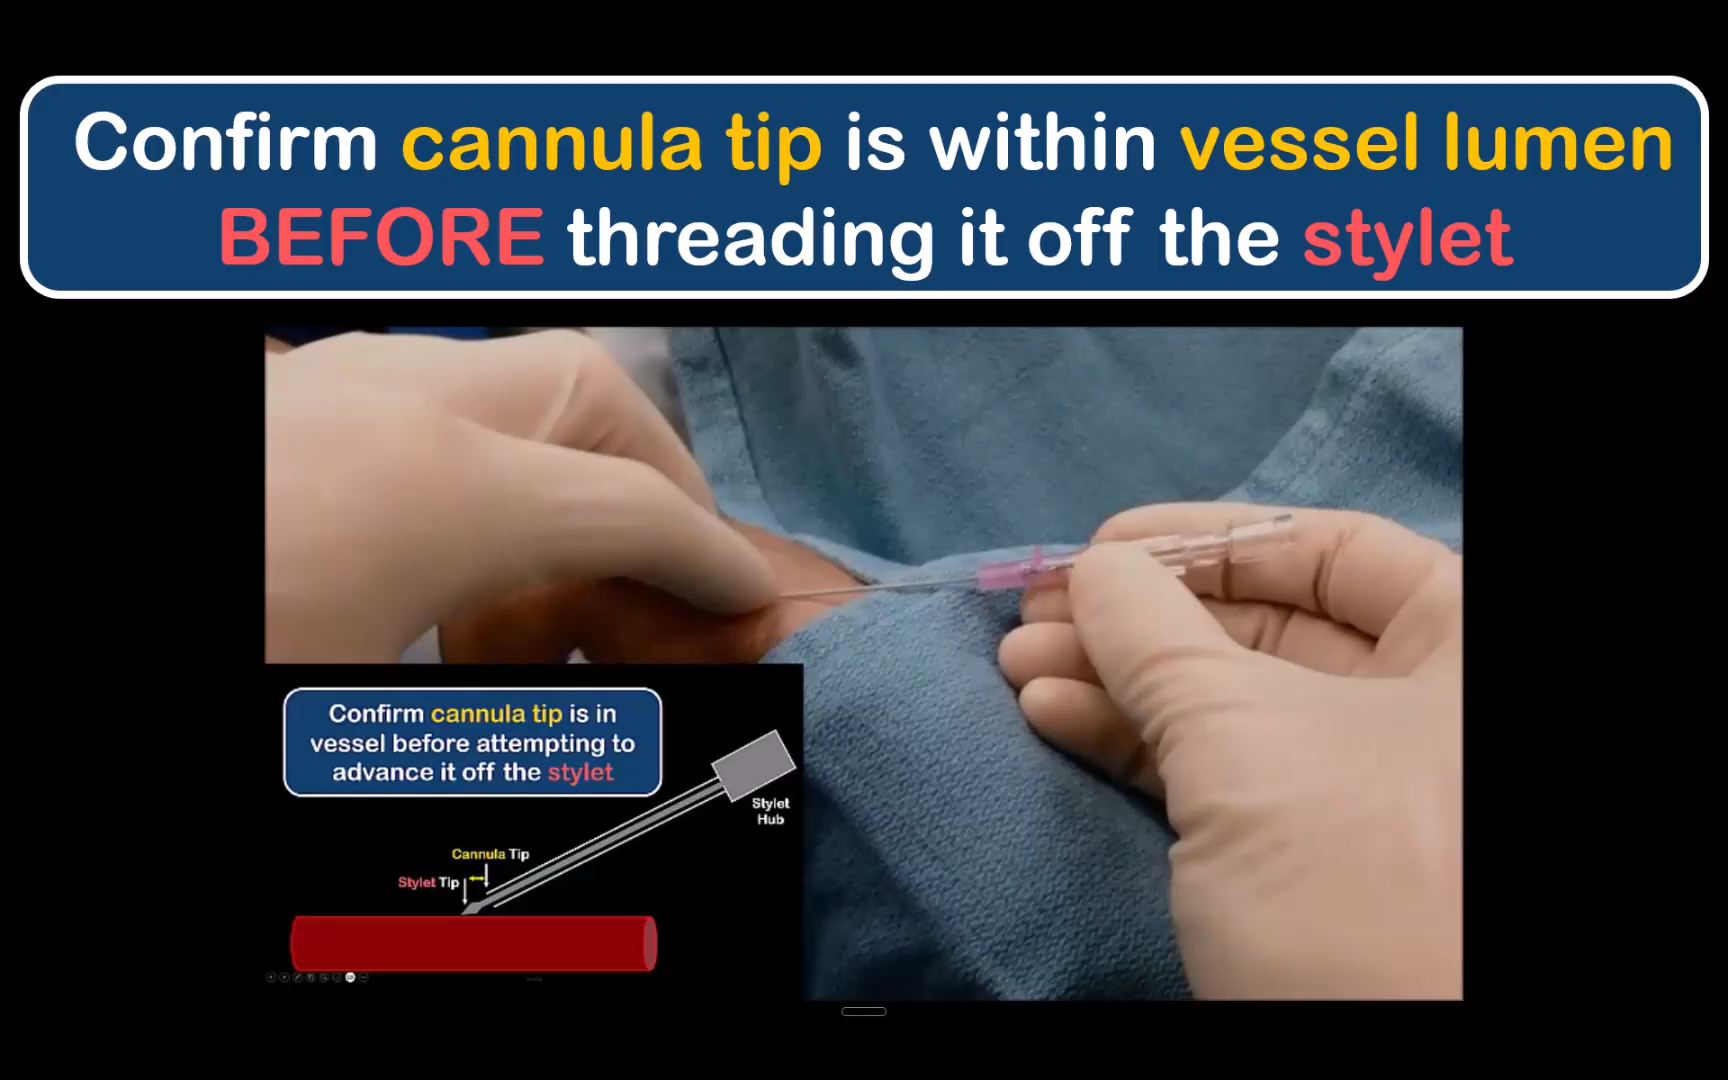 Confirm cannula tip is within vessel lumen
BEFORE threading it off the stylet
Confirm cannula tip is in
vessel before attempting to
advance it off the stylet
Stylet
Hub
Cannula Tip
Stylet Tip